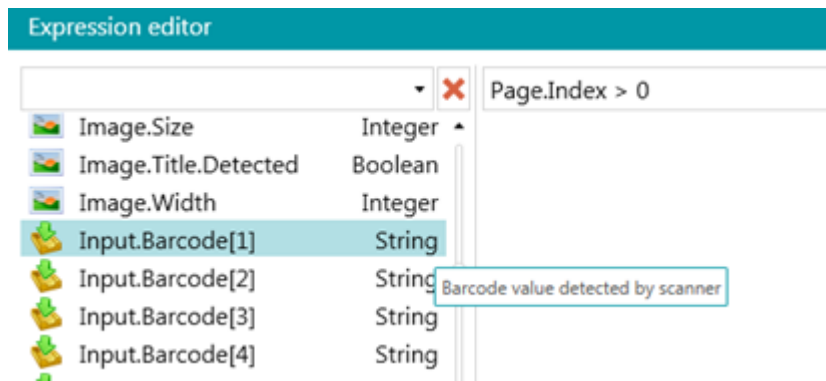 Expression editor
Page.Index > 0
Image.Size Integer
Image.Title.Detected Boolean
Image.Width Integer
Input.Barcode[1] String
Input.Barcode[2] String
Barcode value detected by scanner
Input.Barcode[3] String
Input.Barcode[4] String